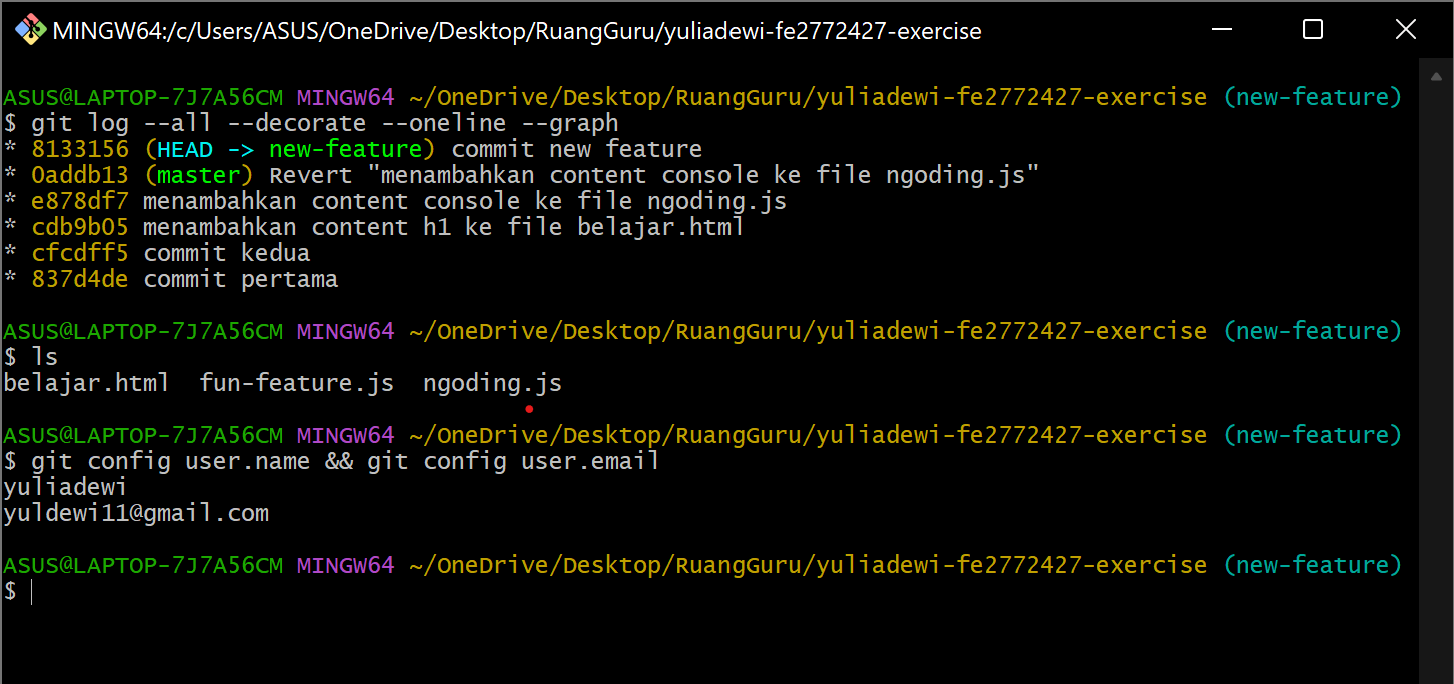 MINGW64:/c/Users/ASUS/OneDrive/Desktop/RuangGuru/yuliadewi-fe2772427-exercise
ASUS@LAPTOP-7J7A56CM MINGW64 ~/OneDrive/Desktop/RuangGuru/yuliadewi-fe2772427-exercise (new-feature)
$ git log --all --decorate --oneline --graph
* 8133156 (HEAD -> new-feature) commit new feature
* 0addb13 (master) Revert "menambahkan content console ke file ngoding.js"
* e878df7 menambahkan content console ke file ngoding.js
* cdb9b05 menambahkan content h1 ke file belajar.html
* cfcdff5 commit kedua
* 837d4de commit pertama
ASUS@LAPTOP-7J7A56CM MINGW64 ~/OneDrive/Desktop/RuangGuru/yuliadewi-fe2772427-exercise (new-feature)
$ ls
belajar.html  fun-feature.js  ngoding.js
ASUS@LAPTOP-7J7A56CM MINGW64 ~/OneDrive/Desktop/RuangGuru/yuliadewi-fe2772427-exercise (new-feature)
$ git config user.name && git config user.email
yuliadewi
yuldewi11@gmail.com
ASUS@LAPTOP-7J7A56CM MINGW64 ~/OneDrive/Desktop/RuangGuru/yuliadewi-fe2772427-exercise (new-feature)
$